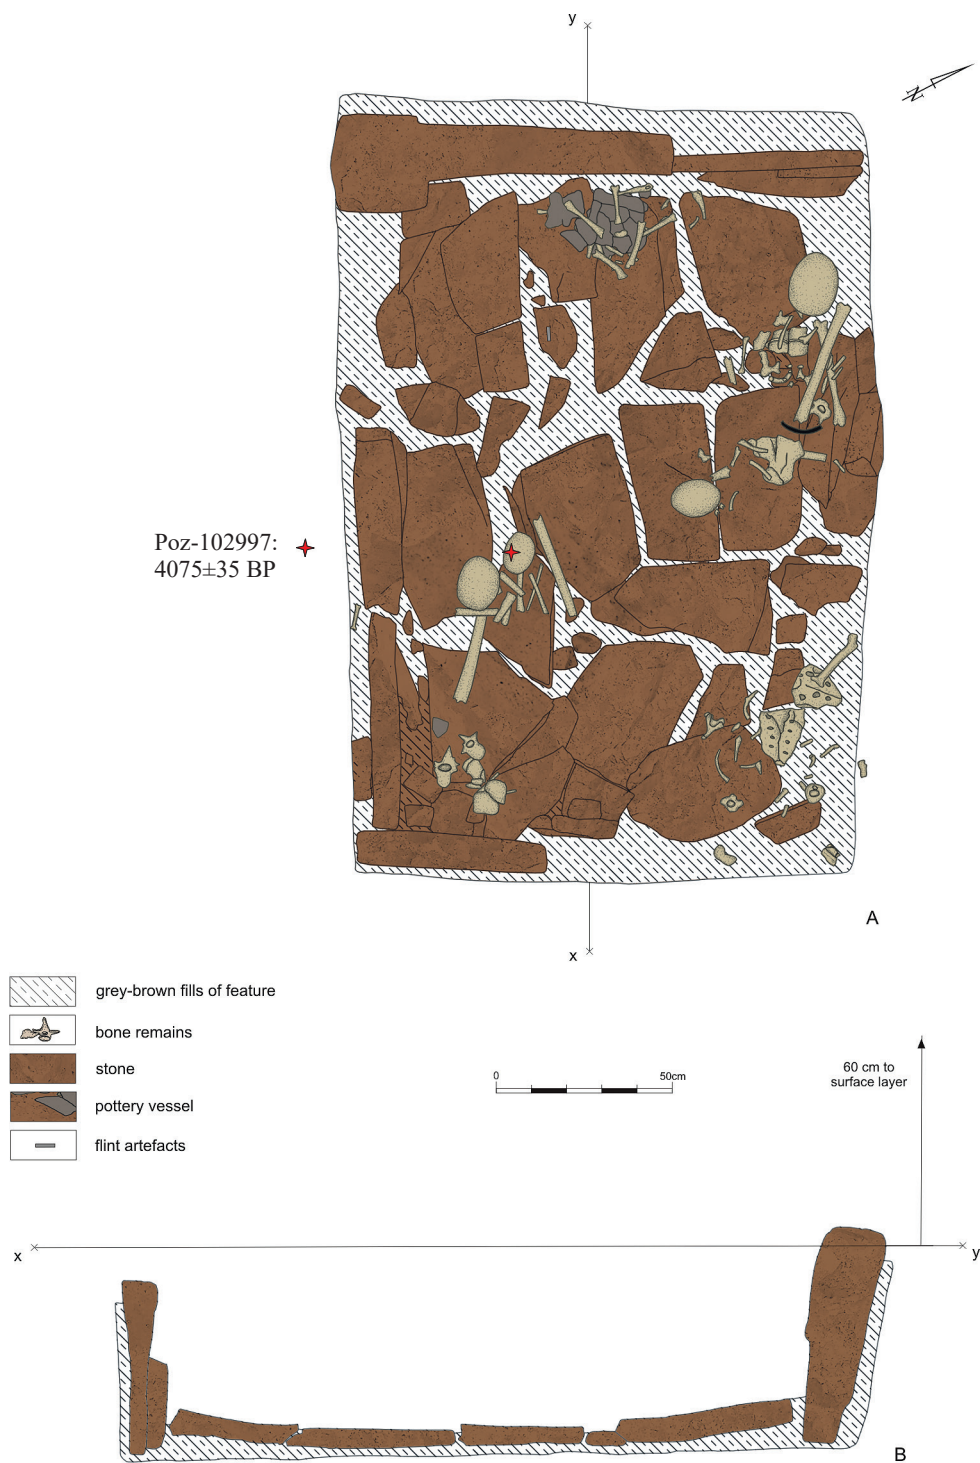 y
N
Poz-102997:
4075±35 BP
A
x
grey-brown fills of feature
bone remains
stone
pottery vessel
flint artefacts
0 50cm
60 cm to
surface layer
x
y
B